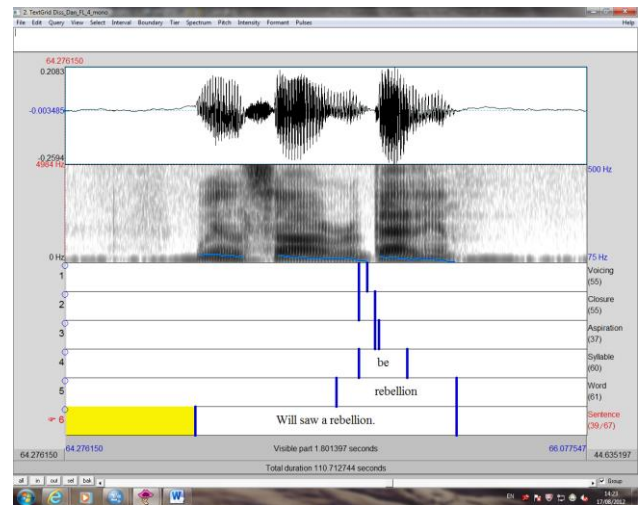 2. TextGrid Diss_Dan_FI_4_mono
File Edit Query View Select Interval Boundary Tier Spectrum Pitch Intensity Formant Pulses Help
64.276150
0.2083
-0.003485
-0.2594
4984 Hz 500 Hz
0 Hz 75 Hz
1 Voicing
(55)
2 Closure
(55)
3 Aspiration
(37)
4 be Syllable
(60)
5 rebellion Word
(61)
6 Will saw a rebellion. Sentence
(39/67)
64.276150 64.276150 Visible part 1.801397 seconds 66.077547 44.635197
Total duration 110.712744 seconds
all in out sel bak Group
EN 14:23
17/08/2012